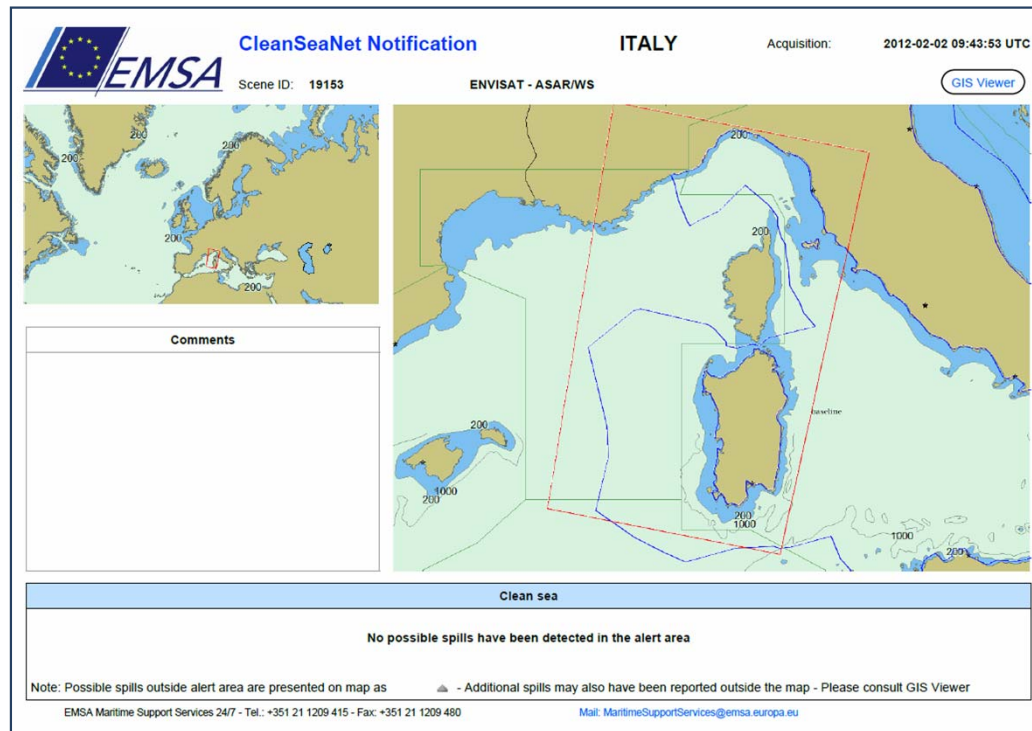 EMSA
CleanSeaNet Notification
ITALY
Acquisition: 2012-02-02 09:43:53 UTC
Scene ID: 19153
ENVISAT - ASAR/WS
GIS Viewer
200
200
200
200
200
Comments
200
200
baseline
200
200
1000
200
1000
1000
200
Clean sea
No possible spills have been detected in the alert area
Note: Possible spills outside alert area are presented on map as - Additional spills may also have been reported outside the map - Please consult GIS Viewer
EMSA Maritime Support Services 24/7 - Tel.: +351 21 1209 415 - Fax: +351 21 1209 480
Mail: MaritimeSupportServices@emsa.europa.eu